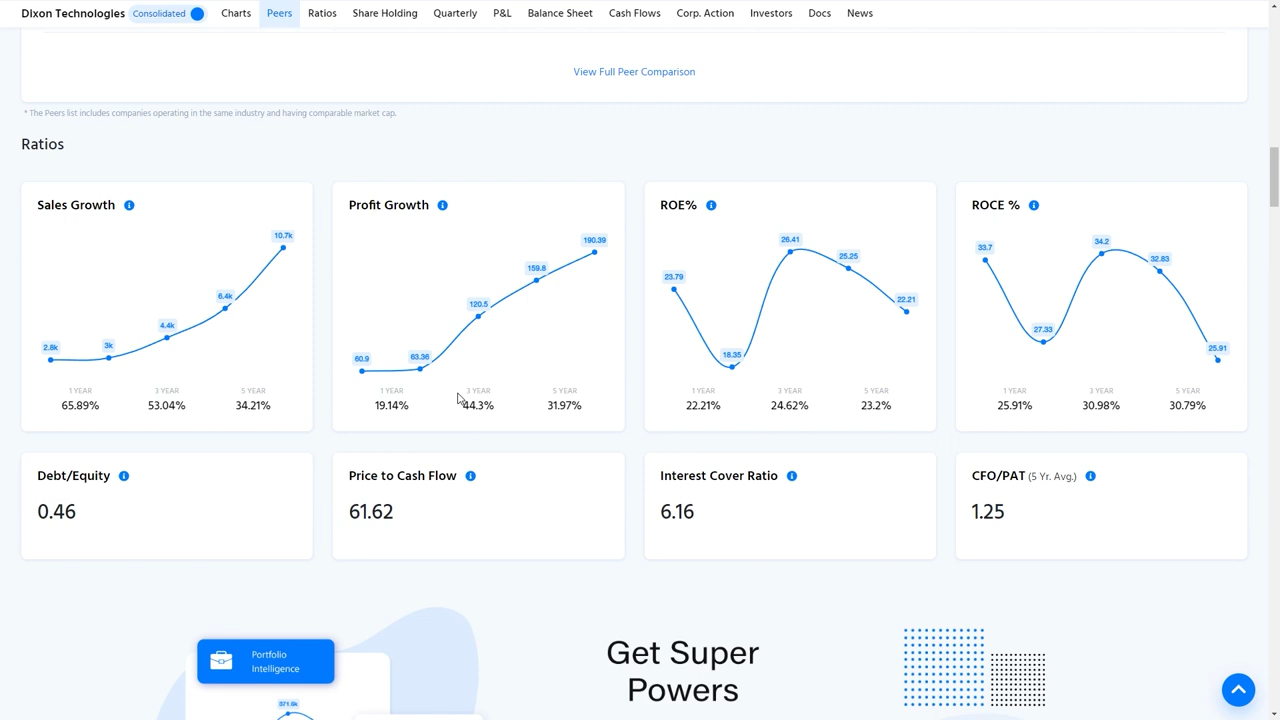 Dixon Technologies Consolidated Charts Peers Ratios Share Holding Quarterly P&L Balance Sheet Cash Flows Corp. Action Investors Docs News
View Full Peer Comparison
* The Peers list includes companies operating in the same industry and having comparable market cap.
Ratios
Sales Growth
10.7k
6.4k
4.4k
3k
2.8k
1 YEAR 3 YEAR 5 YEAR
65.89% 53.04% 34.21%
Profit Growth
190.39
159.8
120.5
63.36
60.9
1 YEAR 3 YEAR 5 YEAR
19.14% 44.3% 31.97%
ROE%
26.41
25.25
23.79
22.21
18.35
1 YEAR 3 YEAR 5 YEAR
22.21% 24.62% 23.2%
ROCE %
34.2
33.7
32.83
27.33
25.91
1 YEAR 3 YEAR 5 YEAR
25.91% 30.98% 30.79%
Debt/Equity
0.46
Price to Cash Flow
61.62
Interest Cover Ratio
6.16
CFO/PAT (5 Yr. Avg.)
1.25
Portfolio
Intelligence
Get Super
Powers